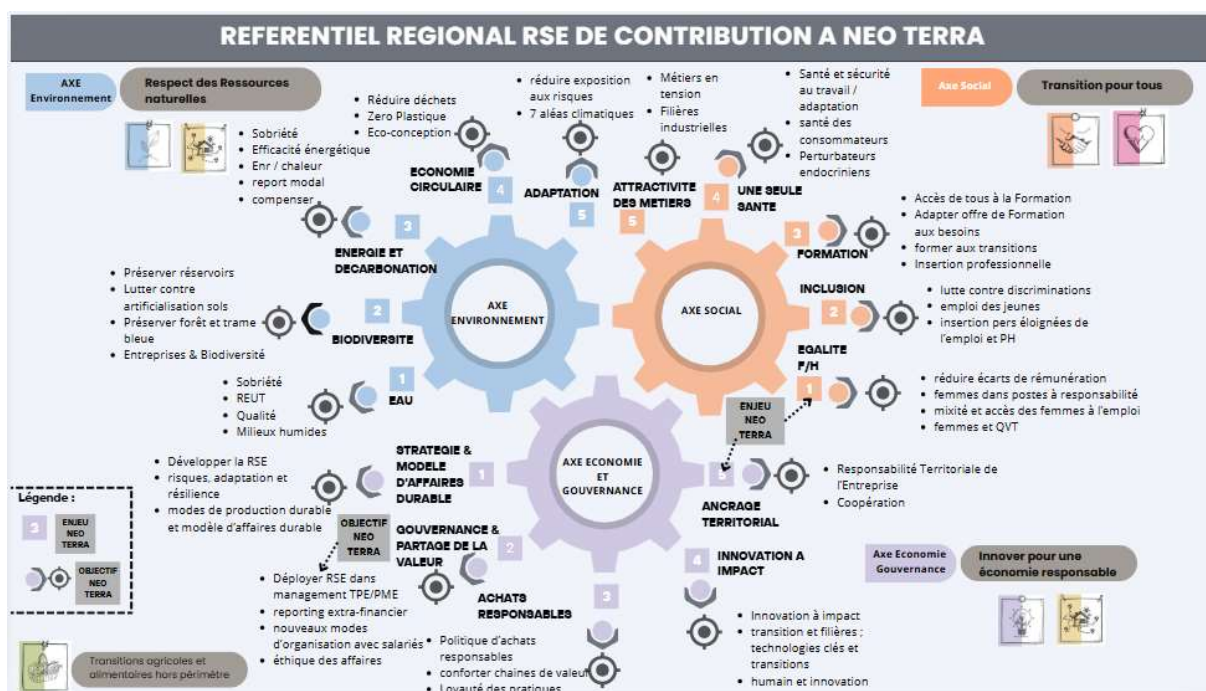 REFERENTIEL REGIONAL RSE DE CONTRIBUTION A NEO TERRA
AXE
Environnement
Respect des Ressources
naturelles
• Sobriété
• Efficacité énergétique
• Enr / chaleur
• report modal
• compenser
3
ENERGIE ET
DECARBONATION
• Réduire déchets
• Zero Plastique
• Eco-conception
ECONOMIE
CIRCULAIRE
4
• réduire exposition
aux risques
• 7 aléas climatiques
ADAPTATION
5
• Métiers en
tension
• Filières
industrielles
ATTRACTIVITE
DES METIERS
5
• Santé et sécurité
au travail /
adaptation
• santé des
consommateurs
• Perturbateurs
endocriniens
4
UNE SEULE
SANTE
Axe Social
Transition pour tous
• Accès de tous à la Formation
• Adapter offre de Formation
aux besoins
• former aux transitions
• Insertion professionnelle
3
FORMATION
• Préserver réservoirs
• Lutter contre
artificialisation sols
• Préserver forêt et trame
bleue
• Entreprises & Biodiversité
2
BIODIVERSITE
AXE
ENVIRONNEMENT
AXE SOCIAL
INCLUSION
2
• lutte contre discriminations
• emploi des jeunes
• insertion pers éloignées de
l'emploi et PH
• Sobriété
• REUT
• Qualité
• Milieux humides
1
EAU
EGALITE
F/H
1
• réduire écarts de rémunération
• femmes dans postes à responsabilité
• mixité et accès des femmes à l'emploi
• femmes et QVT
ENJEU
NEO
TERRA
• Développer la RSE
• risques, adaptation et
résilience
• modes de production durable
et modèle d'affaires durable
STRATEGIE &
MODELE
D'AFFAIRES
DURABLE
1
AXE ECONOMIE
ET
GOUVERNANCE
5
ANCRAGE
TERRITORIAL
• Responsabilité Territoriale de
l'Entreprise
• Coopération
Légende :
3
ENJEU
NEO
TERRA
OBJECTIF
NEO
TERRA
OBJECTIF
NEO
TERRA
GOUVERNANCE &
PARTAGE DE LA
VALEUR
2
• Déployer RSE dans
management TPE/PME
• reporting extra-financier
• nouveaux modes
d'organisation avec salariés
• éthique des affaires
ACHATS
RESPONSABLES
3
• Politique d'achats
responsables
• conforter chaines de valeur
• Loyauté des pratiques
4
INNOVATION A
IMPACT
• Innovation à impact
• transition et filières ;
technologies clés et
transitions
• humain et innovation
Axe Economie
Gouvernance
Innover pour une
économie responsable
Transitions agricoles et
alimentaires hors périmètre